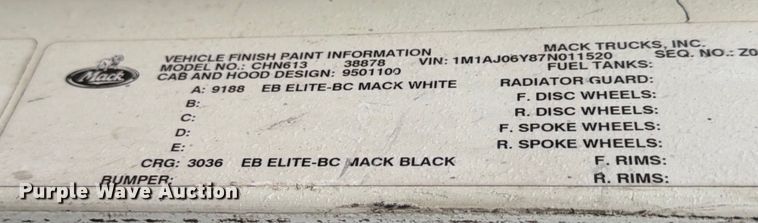 VEHICLE FINISH PAINT INFORMATION MACK TRUCKS, INC.
MODEL NO.: CHN613 38878 VIN: 1M1AJ06Y87N011520 SEQ. NO.: Z0
CAB AND HOOD DESIGN: 9501100 FUEL TANKS:
Mack
A: 9188 EB ELITE-BC MACK WHITE RADIATOR GUARD:
B: F. DISC WHEELS:
C: R. DISC WHEELS:
D: F. SPOKE WHEELS:
E: R. SPOKE WHEELS:
CRG: 3036 EB ELITE-BC MACK BLACK F. RIMS:
BUMPER: R. RIMS:
Purple Wave Auction